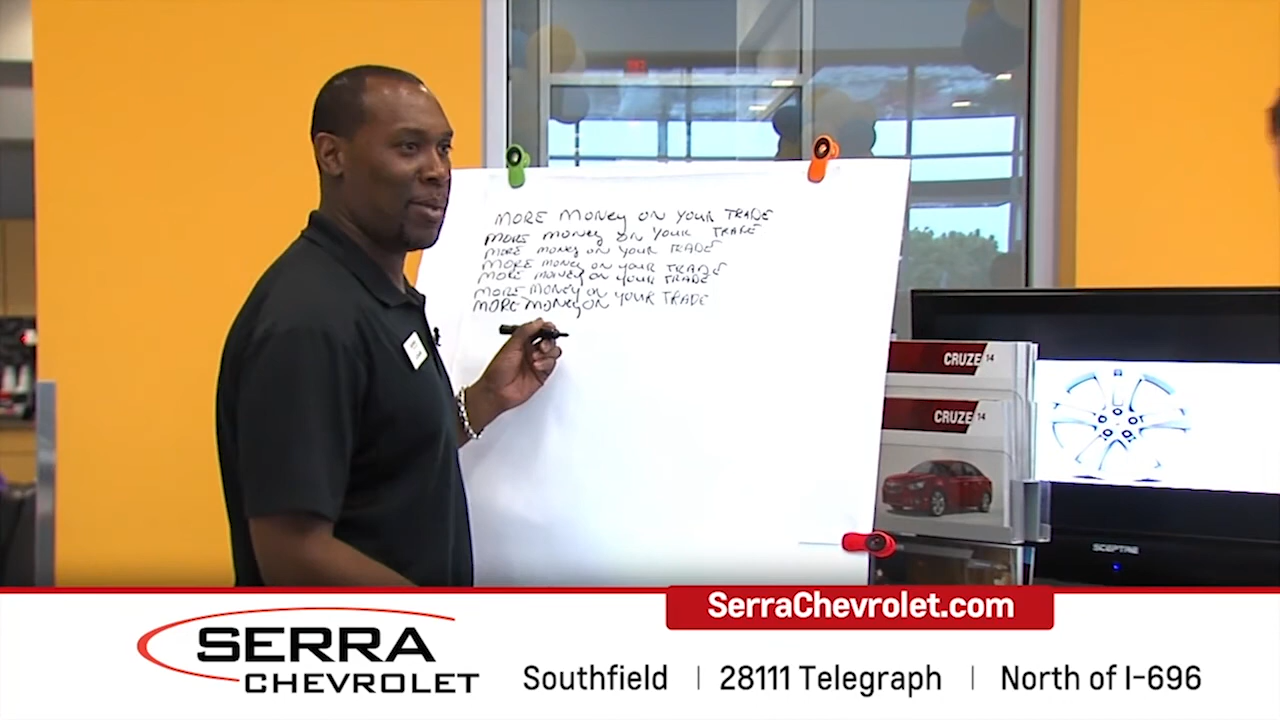 MORE MONEY ON YOUR TRADE
MORE MONEY ON YOUR TRADE
MORE MONEY ON YOUR TRADE
MORE MONEY ON YOUR TRADE
MORE MONEY ON YOUR TRADE
MORE MONEY ON YOUR TRADE
MORE MONEY ON YOUR TRADE
CRUZE 14
CRUZE 14
SCEPTRE
SerraChevrolet.com
SERRA
CHEVROLET
Southfield | 28111 Telegraph | North of I-696